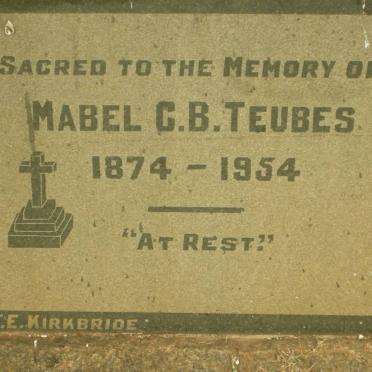 SACRED TO THE MEMORY OF
MABEL C.B. TEUBES
1874 – 1954
"AT REST."
E. KIRKBRIDE